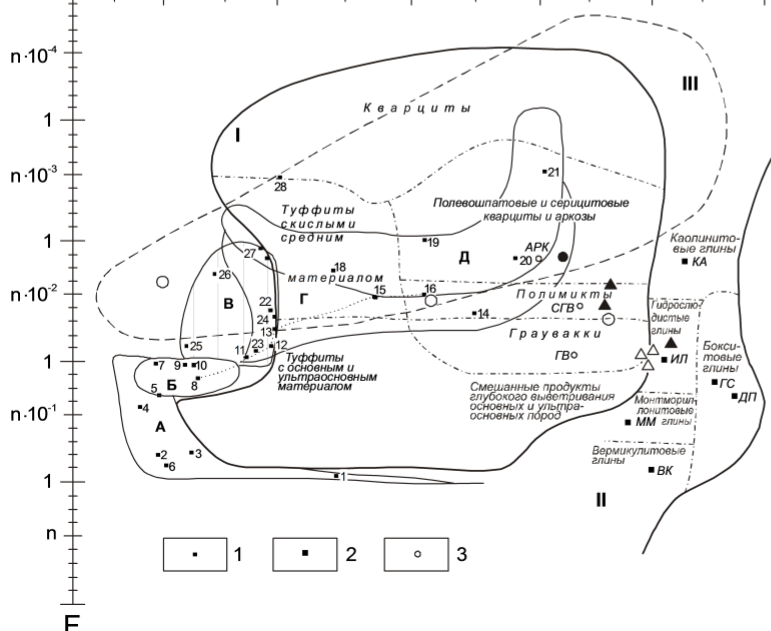 n·10⁻⁴
1
n·10⁻³
1
n·10⁻²
1
n·10⁻¹
1
n
F
I
III
II
Кварциты
28
21
Туффиты
с кислым и
средним
материалом
Полевошпатовые и серицитовые
кварциты и аркозы
27
18
19
Д
20
АРК
Каолинито-
вые глины
КА
26
В
Г
15
16
14
Полимикты
СГВ
Граувакки
ГВ
Гидрослю-
дистые
глины
ИЛ
22
24
13
25
11
23
12
Туффиты
с основным и
ультраосновным
материалом
Смешанные продукты
глубокого выветривания
основных и ультра-
основных пород
Бокси-
товые
глины
ГС
ДП
7
9
10
Б
8
5
4
А
2
3
6
1
Монтморил-
лонитовые
глины
ММ
Вермикулитовые
глины
ВК
1
2
3